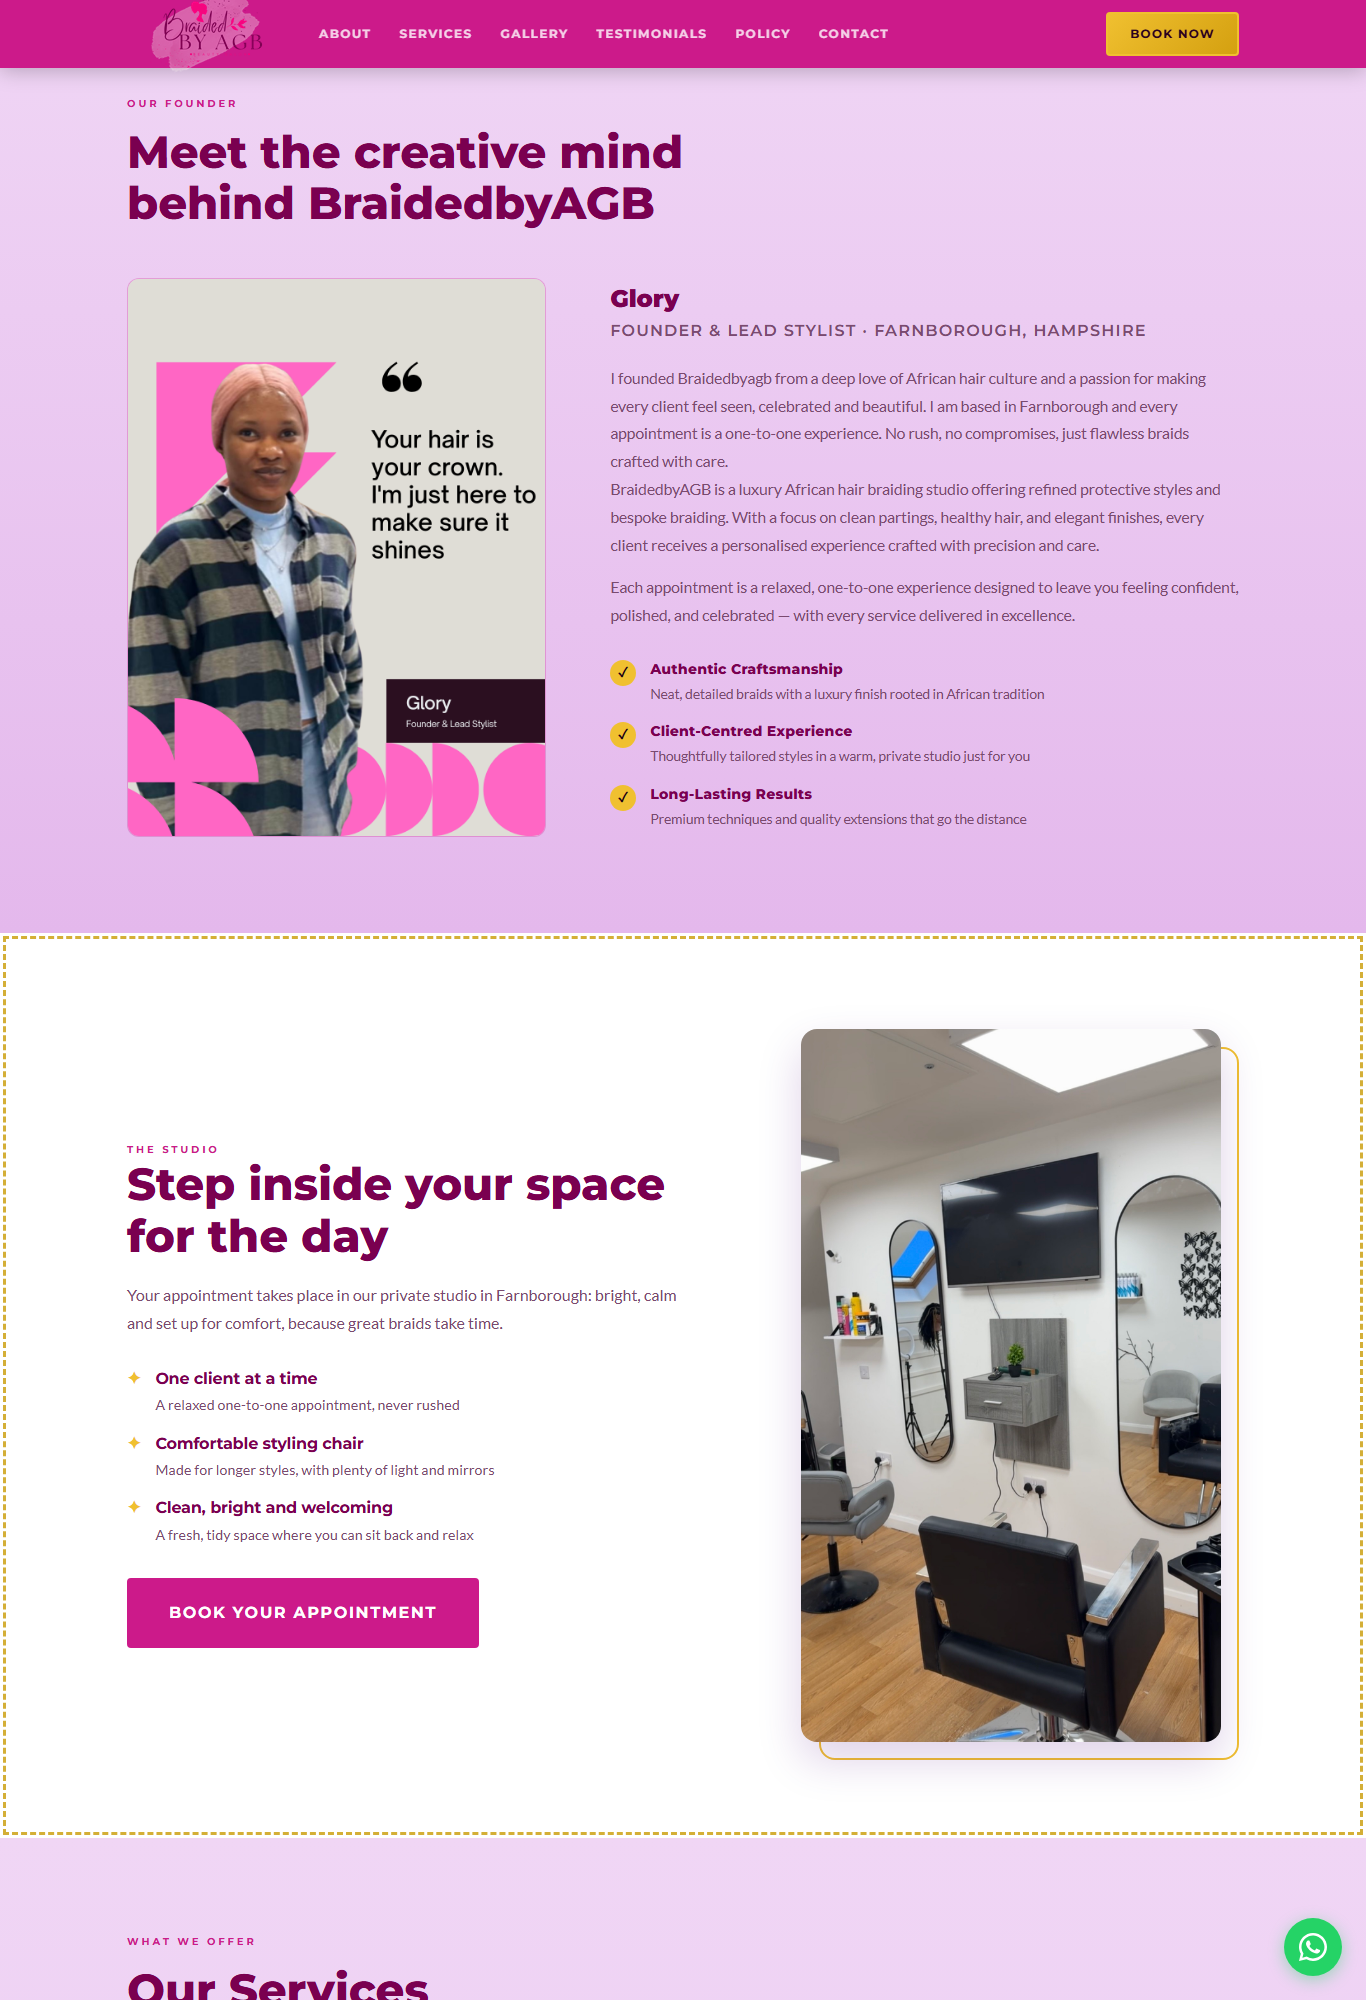 Braided
BY AGB
ABOUT
SERVICES
GALLERY
TESTIMONIALS
POLICY
CONTACT
BOOK NOW
OUR FOUNDER
Meet the creative mind
behind BraidedbyAGB
Your hair is
your crown.
I'm just here to
make sure it
shines
Glory
Founder & Lead Stylist
Glory
FOUNDER & LEAD STYLIST · FARNBOROUGH, HAMPSHIRE
I founded Braidedbyagb from a deep love of African hair culture and a passion for making
every client feel seen, celebrated and beautiful. I am based in Farnborough and every
appointment is a one-to-one experience. No rush, no compromises, just flawless braids
crafted with care.
BraidedbyAGB is a luxury African hair braiding studio offering refined protective styles and
bespoke braiding. With a focus on clean partings, healthy hair, and elegant finishes, every
client receives a personalised experience crafted with precision and care.
Each appointment is a relaxed, one-to-one experience designed to leave you feeling confident,
polished, and celebrated — with every service delivered in excellence.
Authentic Craftsmanship
Neat, detailed braids with a luxury finish rooted in African tradition
Client-Centred Experience
Thoughtfully tailored styles in a warm, private studio just for you
Long-Lasting Results
Premium techniques and quality extensions that go the distance
THE STUDIO
Step inside your space
for the day
Your appointment takes place in our private studio in Farnborough: bright, calm
and set up for comfort, because great braids take time.
One client at a time
A relaxed one-to-one appointment, never rushed
Comfortable styling chair
Made for longer styles, with plenty of light and mirrors
Clean, bright and welcoming
A fresh, tidy space where you can sit back and relax
BOOK YOUR APPOINTMENT
WHAT WE OFFER
Our Services